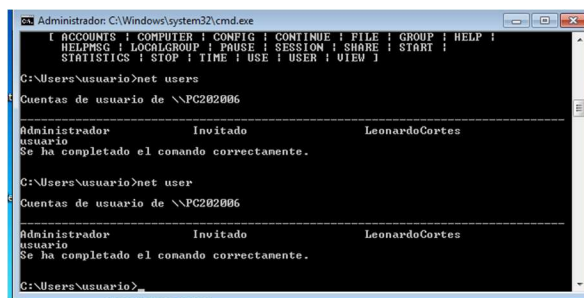 Administrador: C:\Windows\system32\cmd.exe
[ ACCOUNTS | COMPUTER | CONFIG | CONTINUE | FILE | GROUP | HELP |
HELPMSG | LOCALGROUP | PAUSE | SESSION | SHARE | START |
STATISTICS | STOP | TIME | USE | USER | VIEW ]
C:\Users\usuario>net users
Cuentas de usuario de \\PC202006
-------------------------------------------------------------------------------
Administrador Invitado LeonardoCortes
usuario
Se ha completado el comando correctamente.
C:\Users\usuario>net user
Cuentas de usuario de \\PC202006
-------------------------------------------------------------------------------
Administrador Invitado LeonardoCortes
usuario
Se ha completado el comando correctamente.
C:\Users\usuario>_